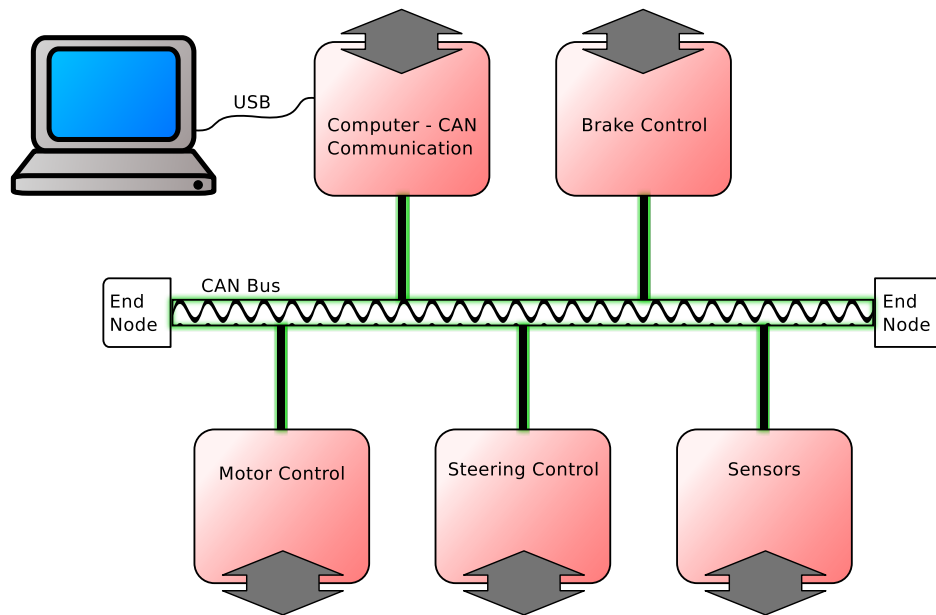 USB
Computer - CAN
Communication
Brake Control
CAN Bus
End
Node
End
Node
Motor Control
Steering Control
Sensors